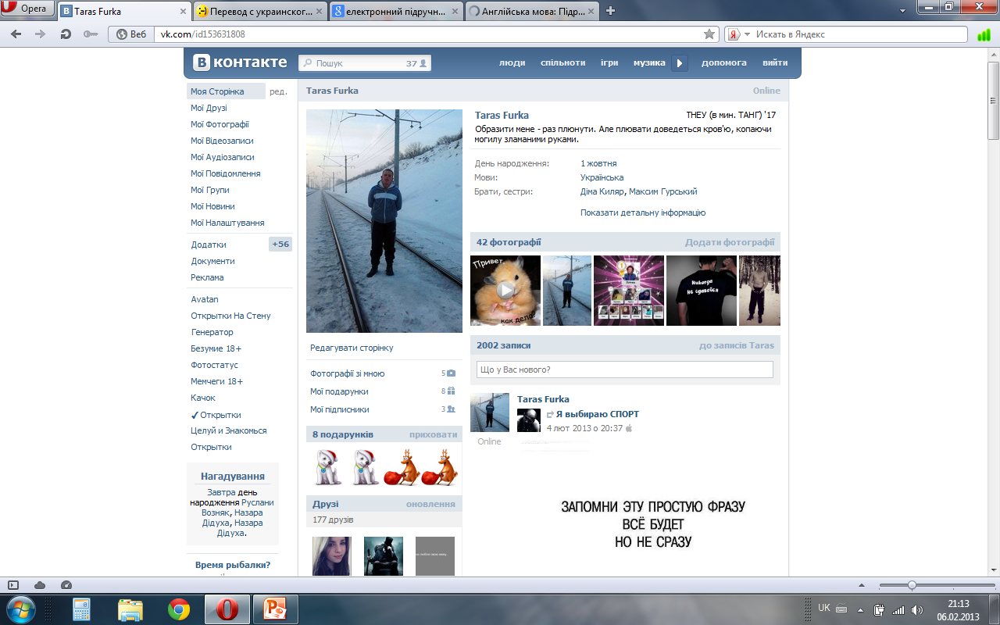 Opera
Taras Furka
Перевод с украинског...
електронний підручн...
Англійська мова: Підр...
Веб
vk.com/id153631808
Искать в Яндекс
В контакте
Пошук
37
люди
спільноти
ігри
музика
допомога
вийти
Моя Сторінка
ред.
Мої Друзі
Мої Фотографії
Мої Відеозаписи
Мої Аудіозаписи
Мої Повідомлення
Мої Групи
Мої Новини
Мої Налаштування
Додатки
+56
Документи
Реклама
Avatan
Открытки На Стену
Генератор
Безумие 18+
Фотостатус
Мемчеги 18+
Качок
✓Открытки
Целуй и Знакомься
Открытки
Нагадування
Завтра день
народження Руслани
Возняк, Назара
Дідуха, Назара
Дідуха.
Время рыбалки?
Taras Furka
Online
Редагувати сторінку
Фотографії зі мною
5
Мої подарунки
8
Мої підписники
3
8 подарунків
приховати
Друзі
оновлення
177 друзів
Taras Furka
ТНЕУ (в мин. ТАНГ) '17
Образити мене - раз плюнути. Але плювати доведеться кров'ю, копаючи
могилу зламаними руками.
День народження:
1 жовтня
Мови:
Українська
Брати, сестри:
Діма Киляр, Максим Гурський
Показати детальну інформацію
42 фотографії
Додати фотографії
Привет
как дела?
Никогда
Не сдавайся
2002 записи
до записів Taras
Що у Вас нового?
Taras Furka
Я выбираю СПОРТ
4 лют 2013 о 20:37
Online
ЗАПОМНИ ЭТУ ПРОСТУЮ ФРАЗУ
ВСЁ БУДЕТ
НО НЕ СРАЗУ
UK
21:13
06.02.2013